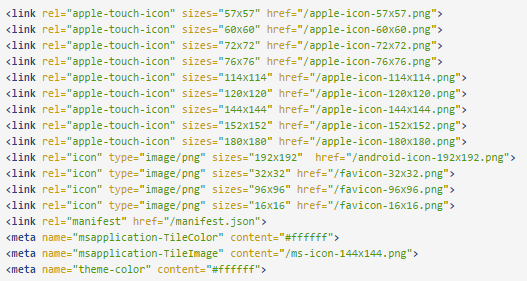 <link rel="apple-touch-icon" sizes="57x57" href="/apple-icon-57x57.png">
<link rel="apple-touch-icon" sizes="60x60" href="/apple-icon-60x60.png">
<link rel="apple-touch-icon" sizes="72x72" href="/apple-icon-72x72.png">
<link rel="apple-touch-icon" sizes="76x76" href="/apple-icon-76x76.png">
<link rel="apple-touch-icon" sizes="114x114" href="/apple-icon-114x114.png">
<link rel="apple-touch-icon" sizes="120x120" href="/apple-icon-120x120.png">
<link rel="apple-touch-icon" sizes="144x144" href="/apple-icon-144x144.png">
<link rel="apple-touch-icon" sizes="152x152" href="/apple-icon-152x152.png">
<link rel="apple-touch-icon" sizes="180x180" href="/apple-icon-180x180.png">
<link rel="icon" type="image/png" sizes="192x192"  href="/android-icon-192x192.png">
<link rel="icon" type="image/png" sizes="32x32" href="/favicon-32x32.png">
<link rel="icon" type="image/png" sizes="96x96" href="/favicon-96x96.png">
<link rel="icon" type="image/png" sizes="16x16" href="/favicon-16x16.png">
<link rel="manifest" href="/manifest.json">
<meta name="msapplication-TileColor" content="#ffffff">
<meta name="msapplication-TileImage" content="/ms-icon-144x144.png">
<meta name="theme-color" content="#ffffff">